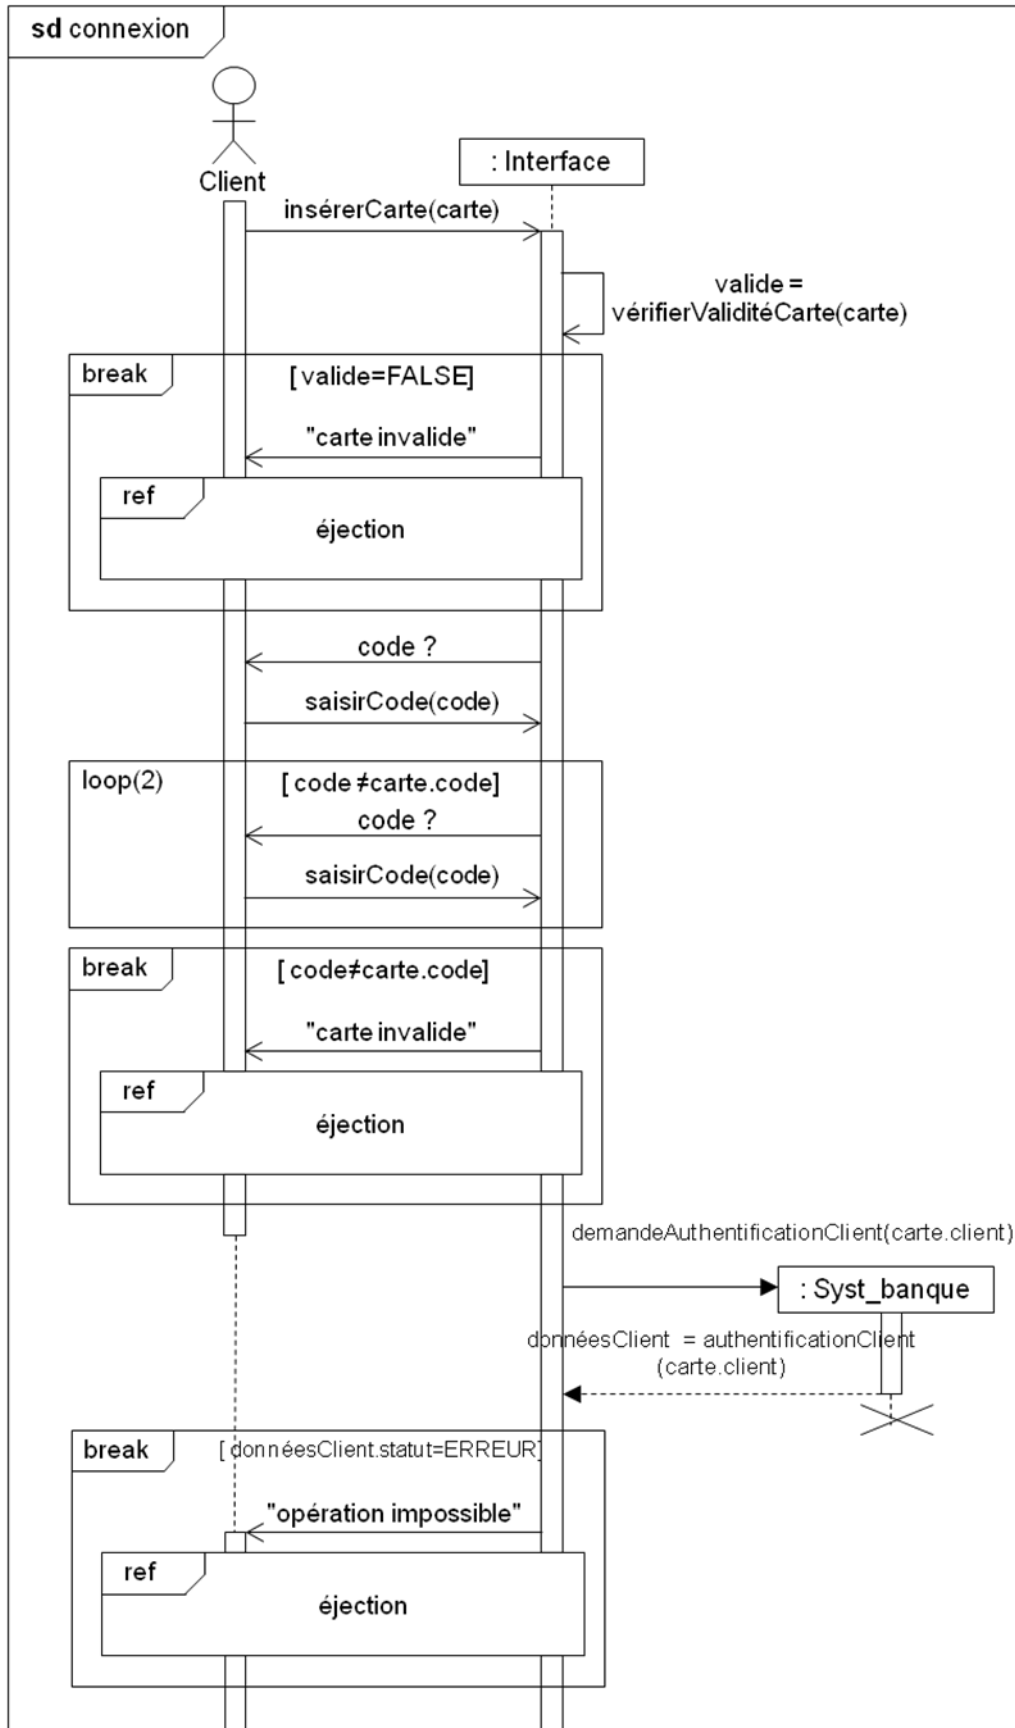 sd connexion
Client
: Interface
insérerCarte(carte)
valide =
vérifierValiditéCarte(carte)
break
[valide=FALSE]
"carte invalide"
ref
éjection
code ?
saisirCode(code)
loop(2)
[code≠carte.code]
code ?
saisirCode(code)
break
[code≠carte.code]
"carte invalide"
ref
éjection
demandeAuthentificationClient(carte.client)
: Syst_banque
donnéesClient = authentificationClient
(carte.client)
break
[données​Client.statut=ERREUR]
"opération impossible"
ref
éjection